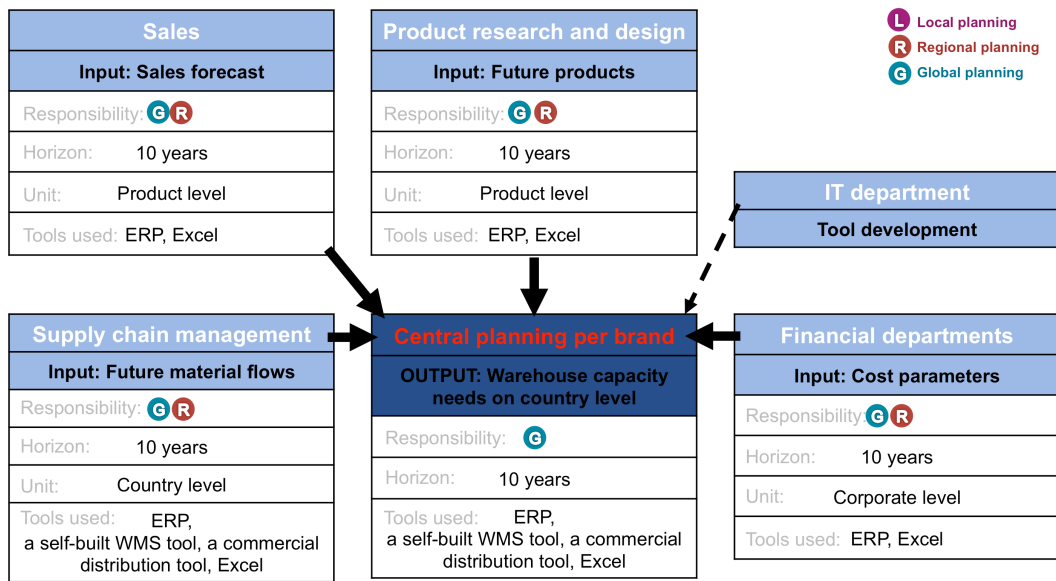 Sales
Input: Sales forecast
Responsibility: G R
Horizon: 10 years
Unit: Product level
Tools used: ERP, Excel
Product research and design
Input: Future products
Responsibility: G R
Horizon: 10 years
Unit: Product level
Tools used: ERP, Excel
L Local planning
R Regional planning
G Global planning
IT department
Tool development
Supply chain management
Input: Future material flows
Responsibility: G R
Horizon: 10 years
Unit: Country level
Tools used: ERP,
a self-built WMS tool, a commercial
distribution tool, Excel
Central planning per brand
OUTPUT: Warehouse capacity
needs on country level
Responsibility: G
Horizon: 10 years
Tools used: ERP,
a self-built WMS tool, a commercial
distribution tool, Excel
Financial departments
Input: Cost parameters
Responsibility: G R
Horizon: 10 years
Unit: Corporate level
Tools used: ERP, Excel